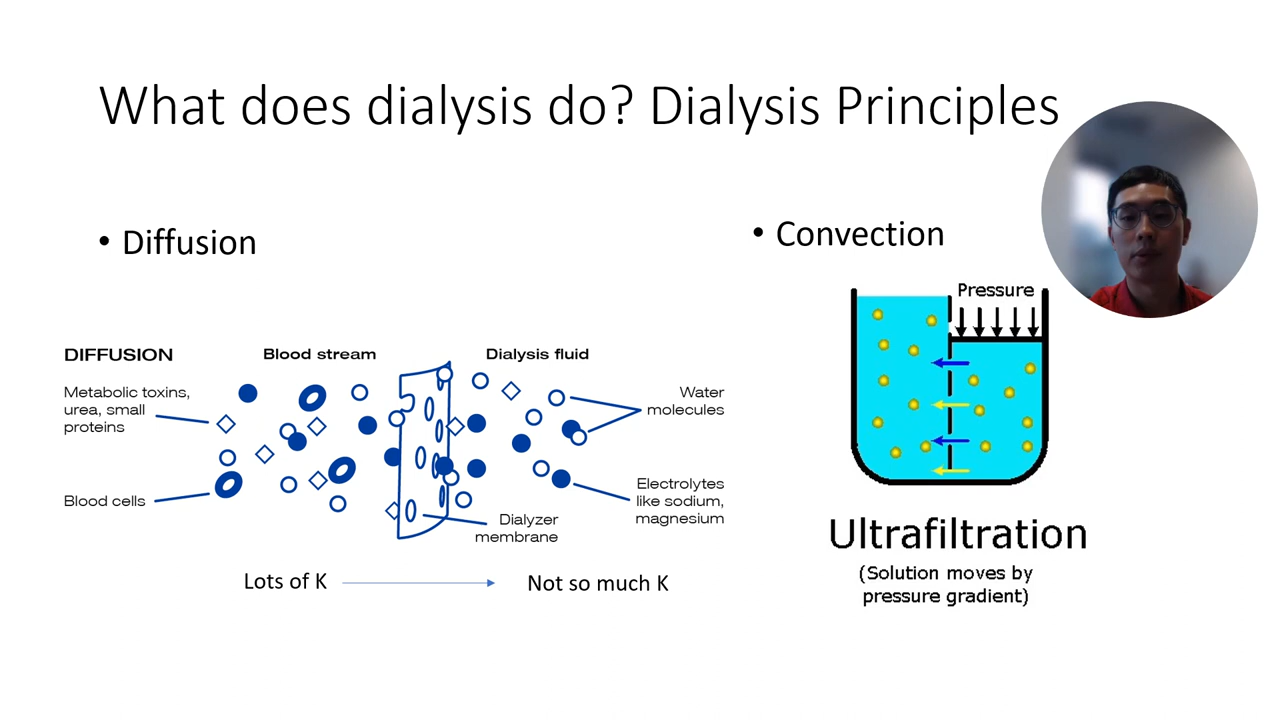 What does dialysis do? Dialysis Principles
• Diffusion
DIFFUSION
Blood stream
Dialysis fluid
Metabolic toxins,
urea, small
proteins
Blood cells
Water
molecules
Electrolytes
like sodium,
magnesium
Dialyzer
membrane
Lots of K
Not so much K
• Convection
Pressure
Ultrafiltration
(Solution moves by
pressure gradient)